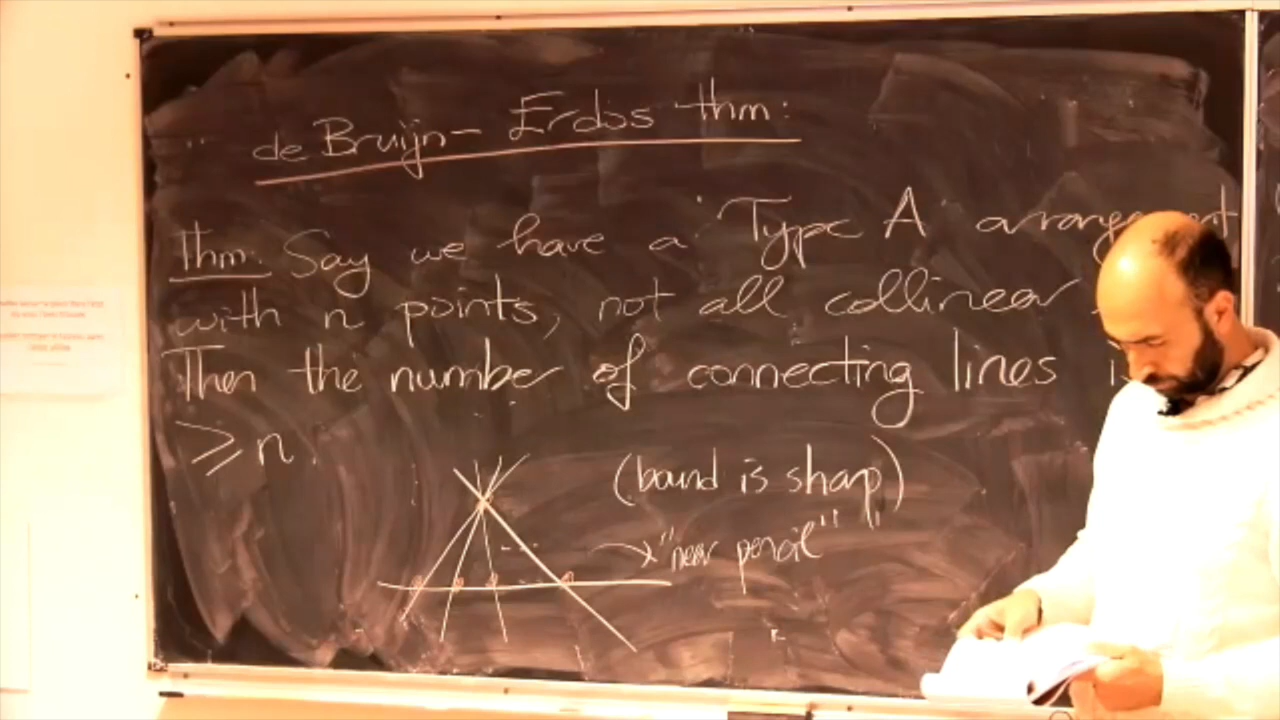 de Bruijn- Erdos thm:
Thm. Say we have a "Type A" arrangement
with n points, not all collinear
Then the number of connecting lines is
≥ n.
(bound is sharp)
"near pencil"